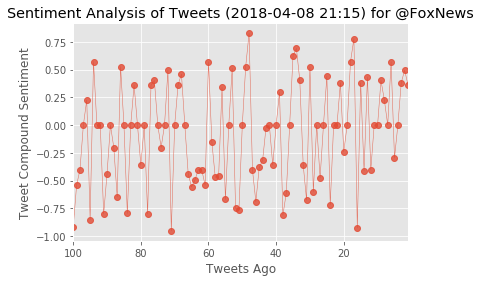 Sentiment Analysis of Tweets (2018-04-08 21:15) for @FoxNews
Tweet Compound Sentiment
0.75
0.50
0.25
0.00
−0.25
−0.50
−0.75
−1.00
100 80 60 40 20
Tweets Ago